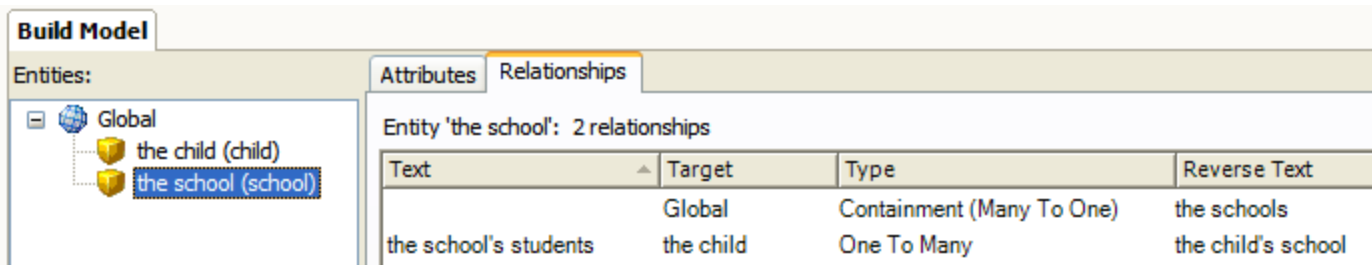 Build Model
Entities:
Attributes Relationships
Global
the child (child)
the school (school)
Entity 'the school': 2 relationships
Text Target Type Reverse Text
Global Containment (Many To One) the schools
the school's students the child One To Many the child's school